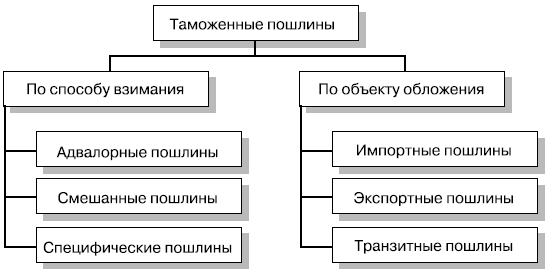 Таможенные пошлины
По способу взимания
Адвалорные пошлины
Смешанные пошлины
Специфические пошлины
По объекту обложения
Импортные пошлины
Экспортные пошлины
Транзитные пошлины